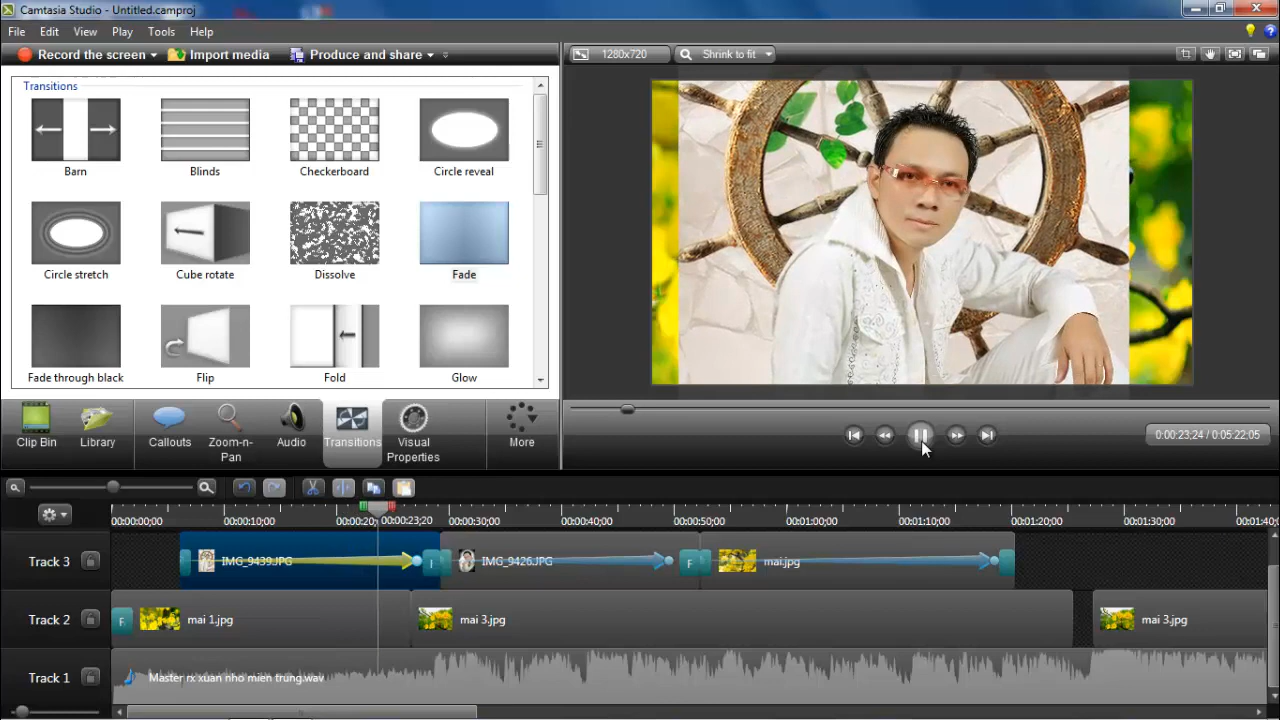 Camtasia Studio - Untitled.camproj
File Edit View Play Tools Help
Record the screen Import media Produce and share
1280x720 Shrink to fit
Transitions
Barn Blinds Checkerboard Circle reveal
Circle stretch Cube rotate Dissolve Fade
Fade through black Flip Fold Glow
Clip Bin Library Callouts Zoom-n-Pan Audio Transitions Visual Properties More
0:00:23;24 / 0:05:22;05
00:00:00;00 00:00:10;00 00:00:20 00:00:23;20 00:00:30;00 00:00:40;00 00:00:50;00 00:01:00;00 00:01:10;00 00:01:20;00 00:01:30;00 00:01:40;0
Track 3 IMG_9439.JPG IMG_9426.JPG F mai.jpg
Track 2 F mai 1.jpg mai 3.jpg mai 3.jpg
Track 1 Master rx xuan nho mien trung.wav